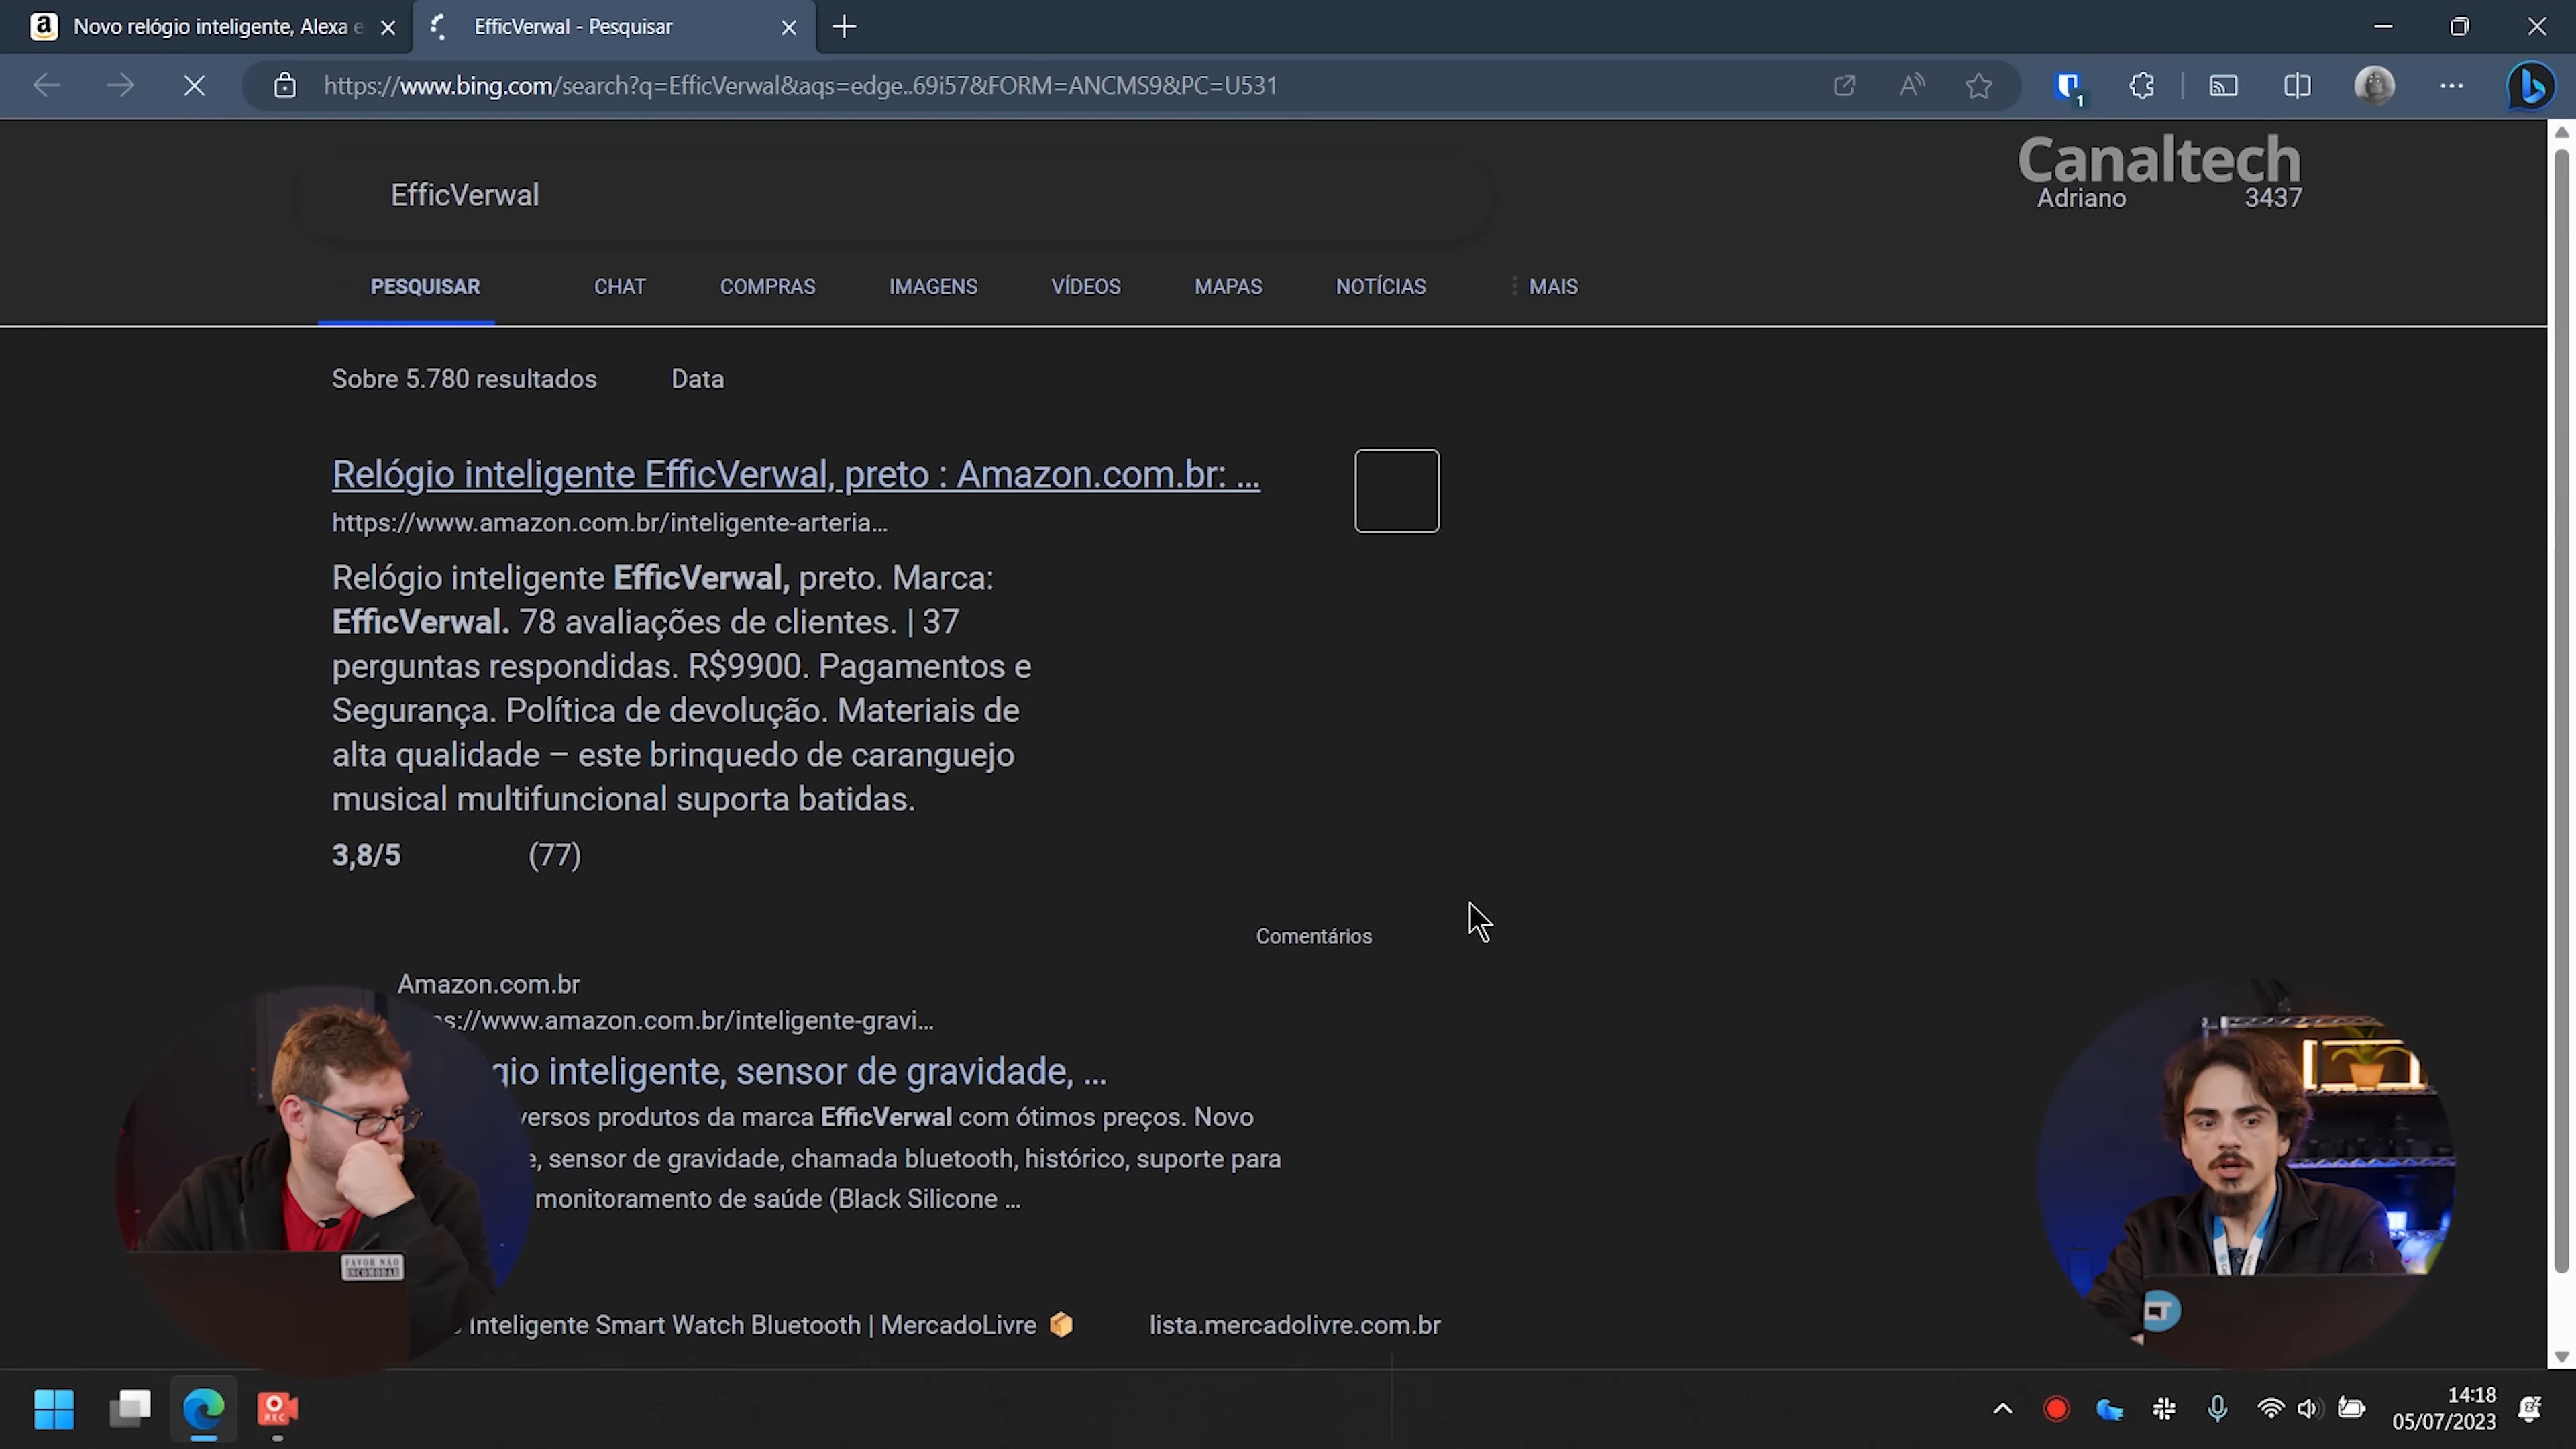 Novo relógio inteligente, Alexa e
EfficVerwal - Pesquisar
https://www.bing.com/search?q=EfficVerwal&aqs=edge..69i57&FORM=ANCMS9&PC=U531
1
EfficVerwal
Canaltech
Adriano 3437
PESQUISAR CHAT COMPRAS IMAGENS VÍDEOS MAPAS NOTÍCIAS MAIS
Sobre 5.780 resultados Data
Relógio inteligente EfficVerwal, preto : Amazon.com.br: ...
https://www.amazon.com.br/inteligente-arteria...
Relógio inteligente EfficVerwal, preto. Marca:
EfficVerwal. 78 avaliações de clientes. | 37
perguntas respondidas. R$9900. Pagamentos e
Segurança. Política de devolução. Materiais de
alta qualidade – este brinquedo de caranguejo
musical multifuncional suporta batidas.
3,8/5 (77)
Comentários
Amazon.com.br
s://www.amazon.com.br/inteligente-gravi...
gio inteligente, sensor de gravidade, ...
versos produtos da marca EfficVerwal com ótimos preços. Novo
e, sensor de gravidade, chamada bluetooth, histórico, suporte para
monitoramento de saúde (Black Silicone ...
FAVOR NÃO
INCOMODAR
Inteligente Smart Watch Bluetooth | MercadoLivre lista.mercadolivre.com.br
REC
14:18
05/07/2023